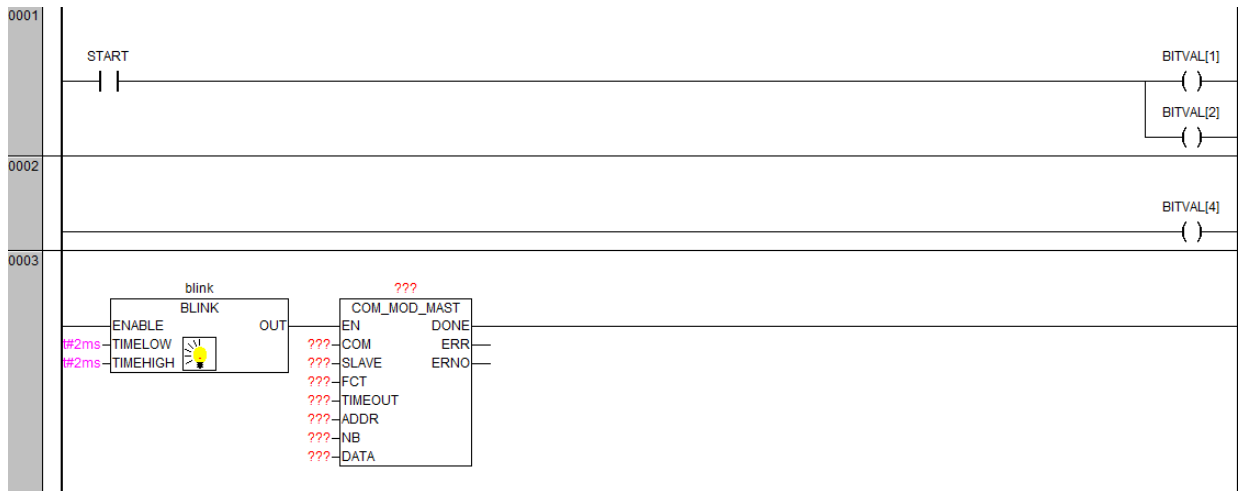 0001
START BITVAL[1]
BITVAL[2]
0002
BITVAL[4]
0003
blink ???
BLINK COM_MOD_MAST
ENABLE OUT EN DONE
t#2ms TIMELOW ??? COM ERR
t#2ms TIMEHIGH ??? SLAVE ERNO
??? FCT
??? TIMEOUT
??? ADDR
??? NB
??? DATA